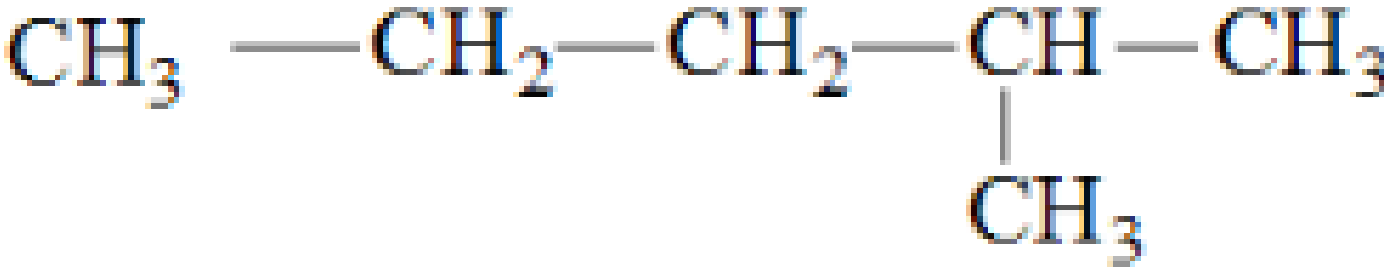 CH₃ — CH₂ — CH₂ — CH — CH₃
CH₃